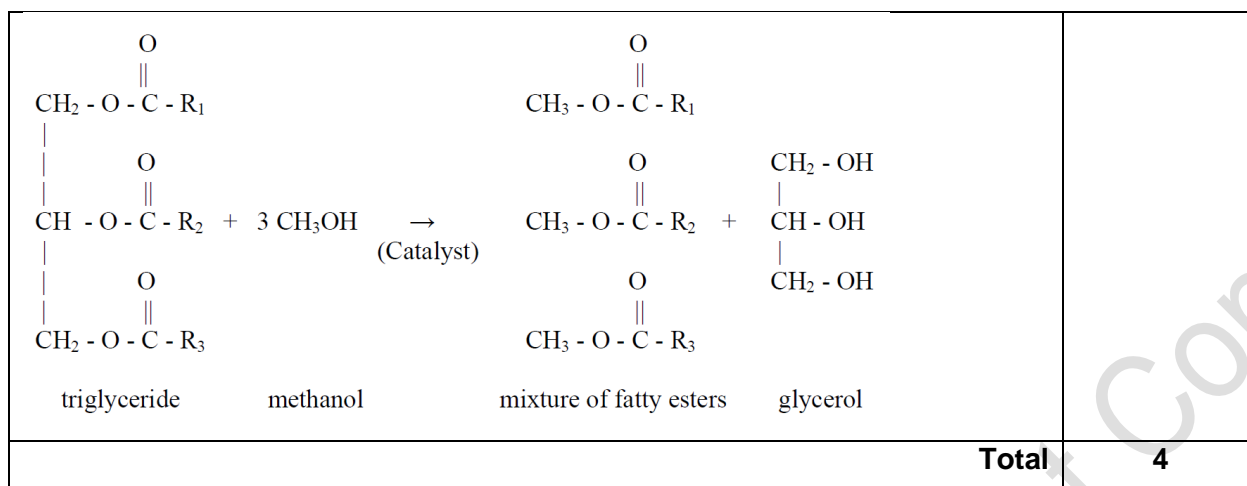 O O
|| ||
CH₂ - O - C - R₁ CH₃ - O - C - R₁
|
| O O CH₂ - OH
| || || |
CH - O - C - R₂ + 3 CH₃OH → CH₃ - O - C - R₂ + CH - OH
| (Catalyst) |
| O O CH₂ - OH
| || ||
CH₂ - O - C - R₃ CH₃ - O - C - R₃
triglyceride methanol mixture of fatty esters glycerol
Total 4